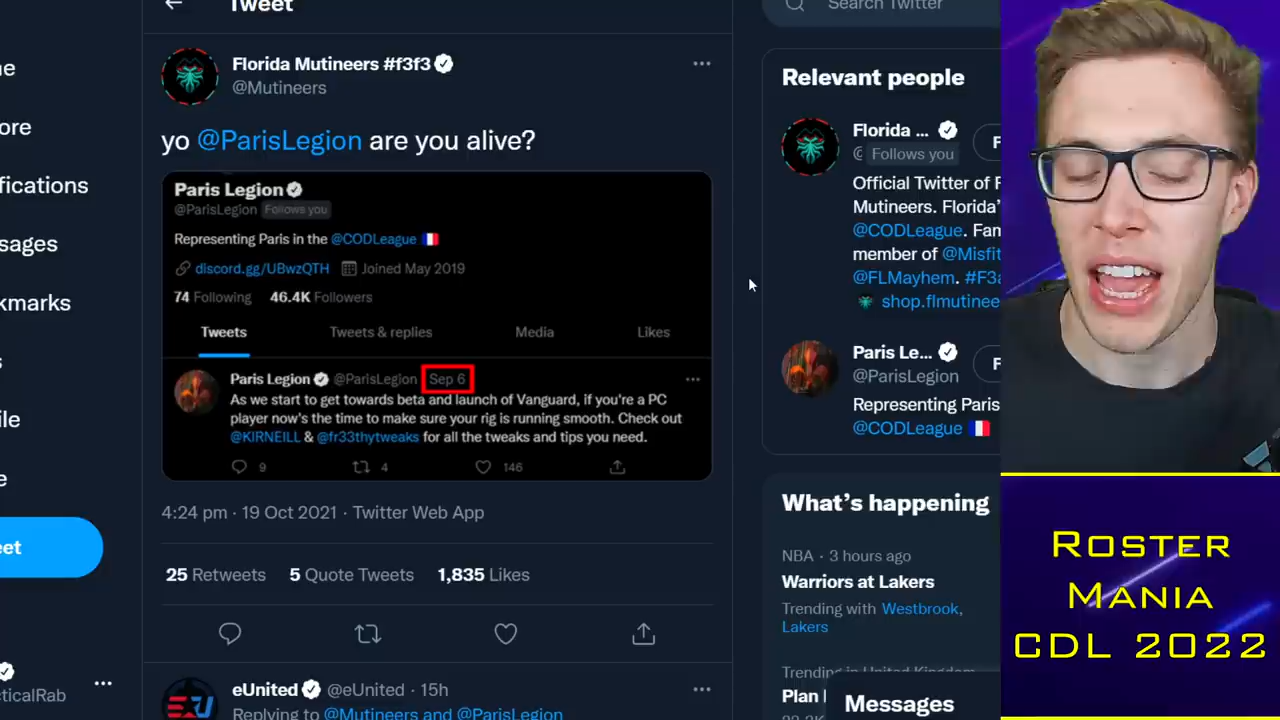 Tweet
Search Twitter
Florida Mutineers #f3f3
@Mutineers
yo @ParisLegion are you alive?
Paris Legion
@ParisLegion Follows you
Representing Paris in the @CODLeague
discord.gg/UBwzQTH Joined May 2019
74 Following 46.4K Followers
Tweets Tweets & replies Media Likes
Paris Legion @ParisLegion Sep 6
As we start to get towards beta and launch of Vanguard, if you're a PC
player now's the time to make sure your rig is running smooth. Check out
@KIRNEILL & @fr33thytweaks for all the tweaks and tips you need.
9 4 146
4:24 pm · 19 Oct 2021 · Twitter Web App
25 Retweets 5 Quote Tweets 1,835 Likes
eUnited @eUnited · 15h
Replying to @Mutineers and @ParisLegion
Relevant people
Florida ...
Follows you
Official Twitter of F
Mutineers. Florida'
@CODLeague. Fam
member of @Misfit
@FLMayhem. #F3
shop.flmutinee
Paris Le...
@ParisLegion
Representing Paris
@CODLeague
What's happening
NBA · 3 hours ago
Warriors at Lakers
Trending with Westbrook,
Lakers
Trending in United Kingdom
Plan
Messages
ROSTER
MANIA
CDL 2022